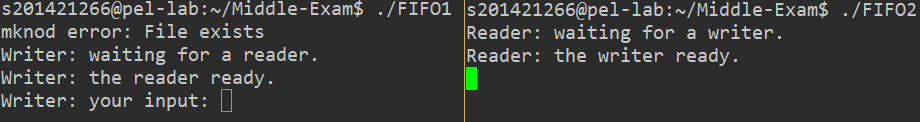 s201421266@pel-lab:~/Middle-Exam$ ./FIFO1
mknod error: File exists
Writer: waiting for a reader.
Writer: the reader ready.
Writer: your input:
s201421266@pel-lab:~/Middle-Exam$ ./FIFO2
Reader: waiting for a writer.
Reader: the writer ready.